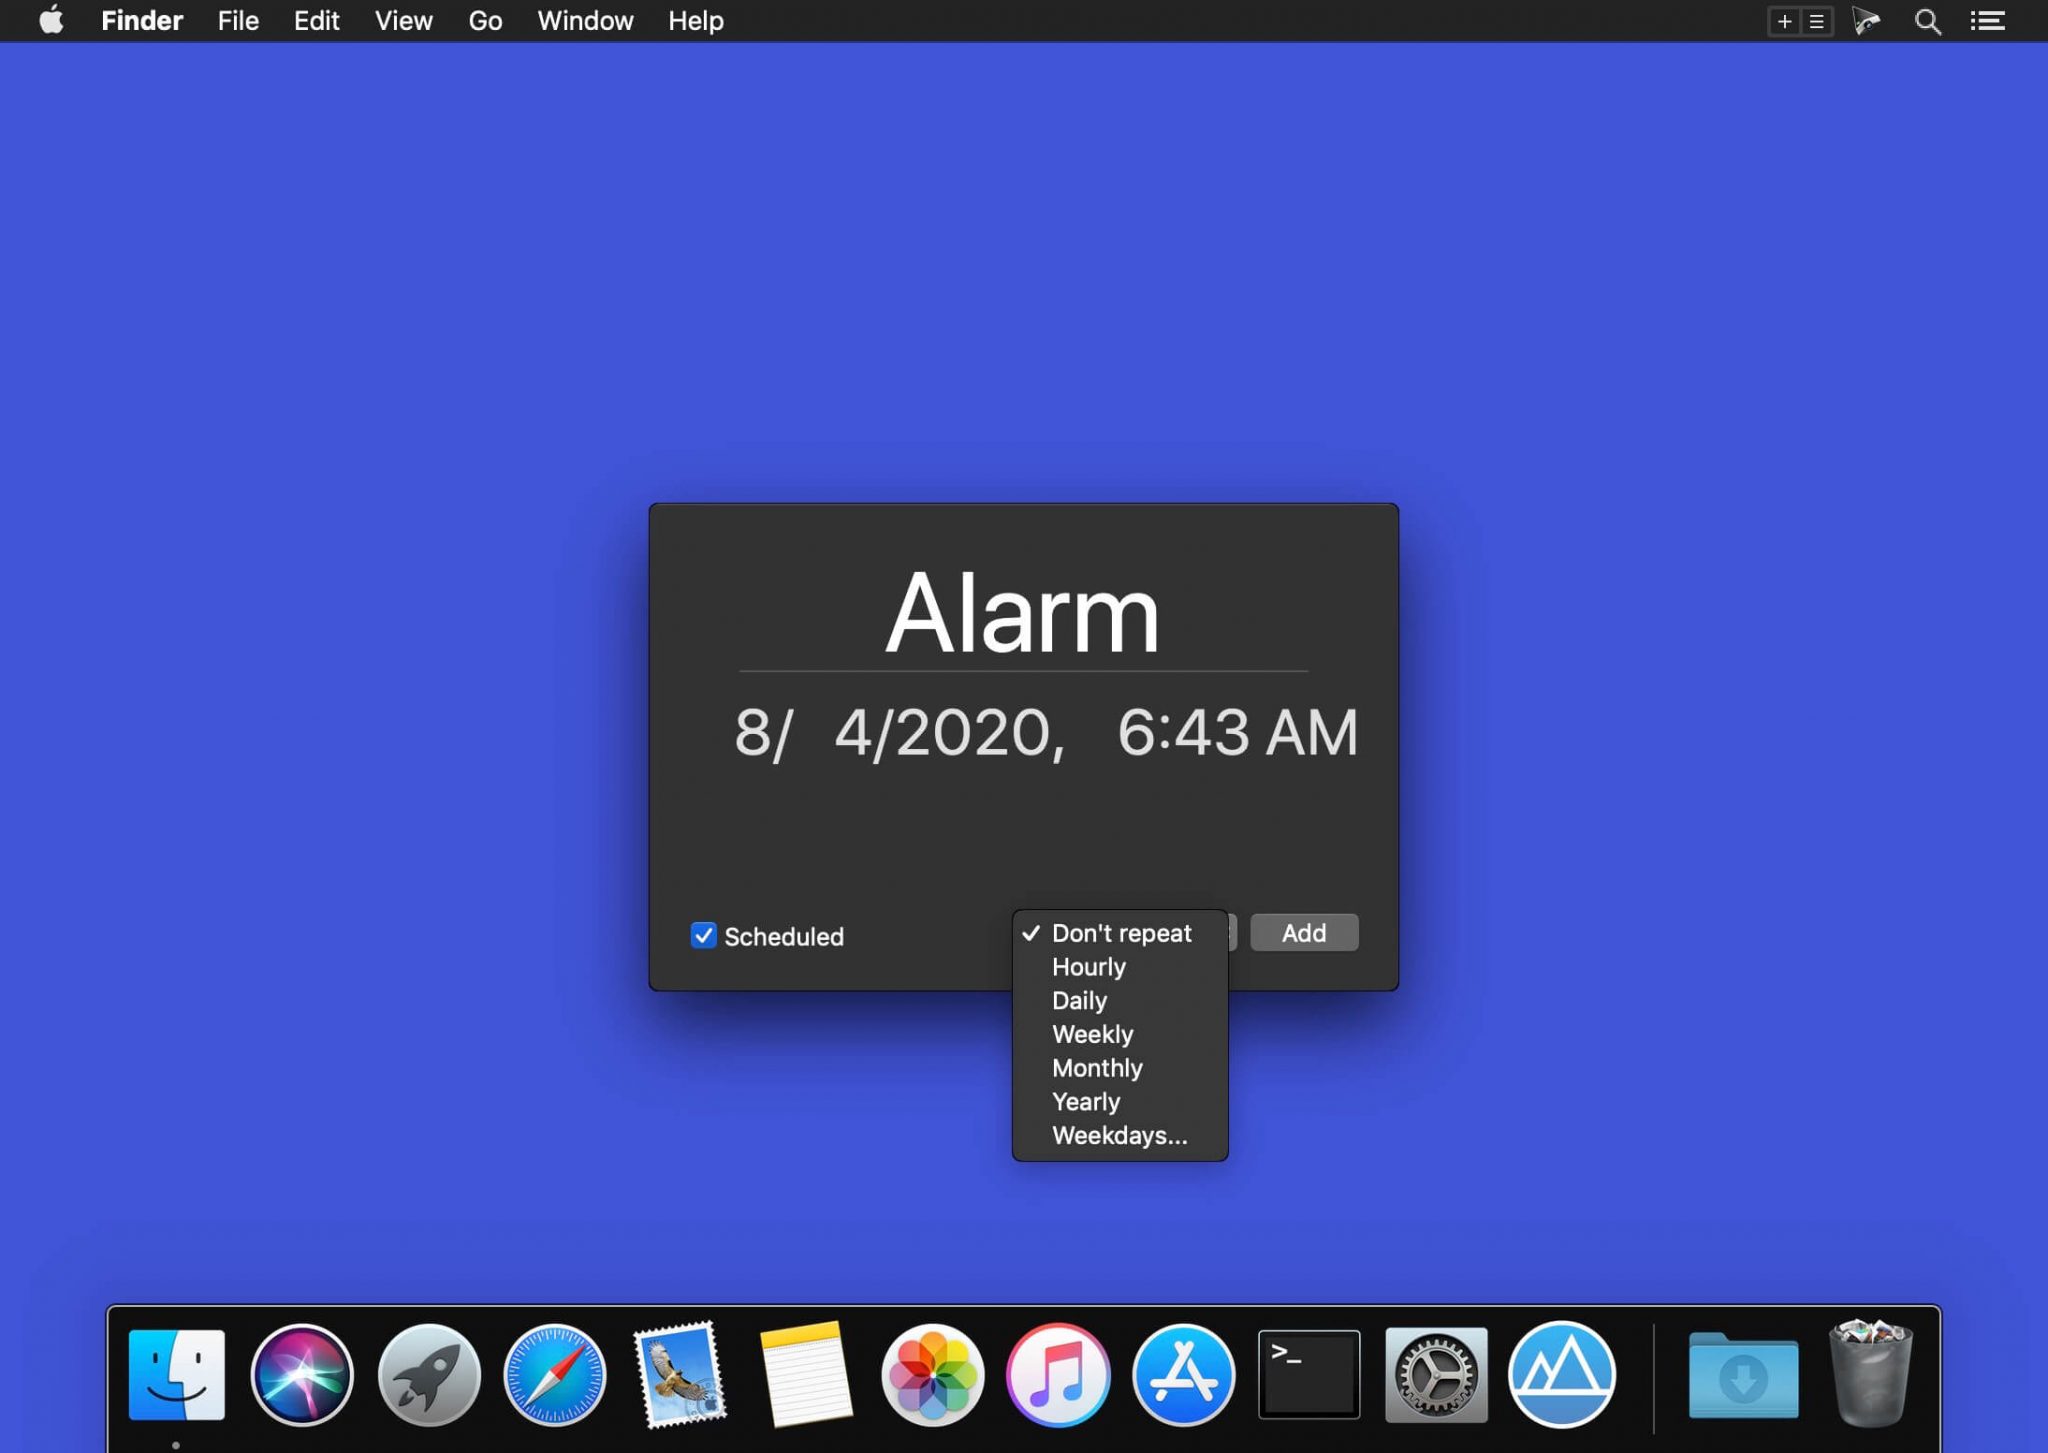 Finder File Edit View Go Window Help
Alarm
8/ 4/2020, 6:43 AM
Scheduled
Don't repeat
Add
Hourly
Daily
Weekly
Monthly
Yearly
Weekdays...
>_